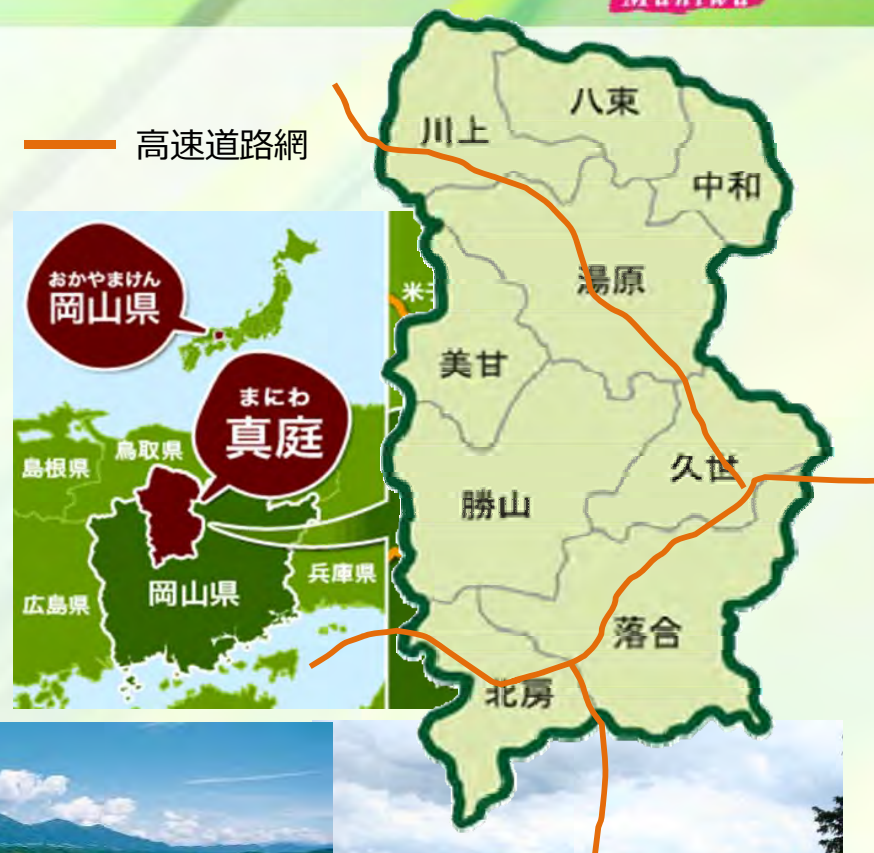 Maniwa
高速道路網
川上
八束
中和
湯原
美甘
久世
勝山
落合
北房
おかやまけん
岡山県
まにわ
真庭
島根県
鳥取県
広島県
岡山県
兵庫県